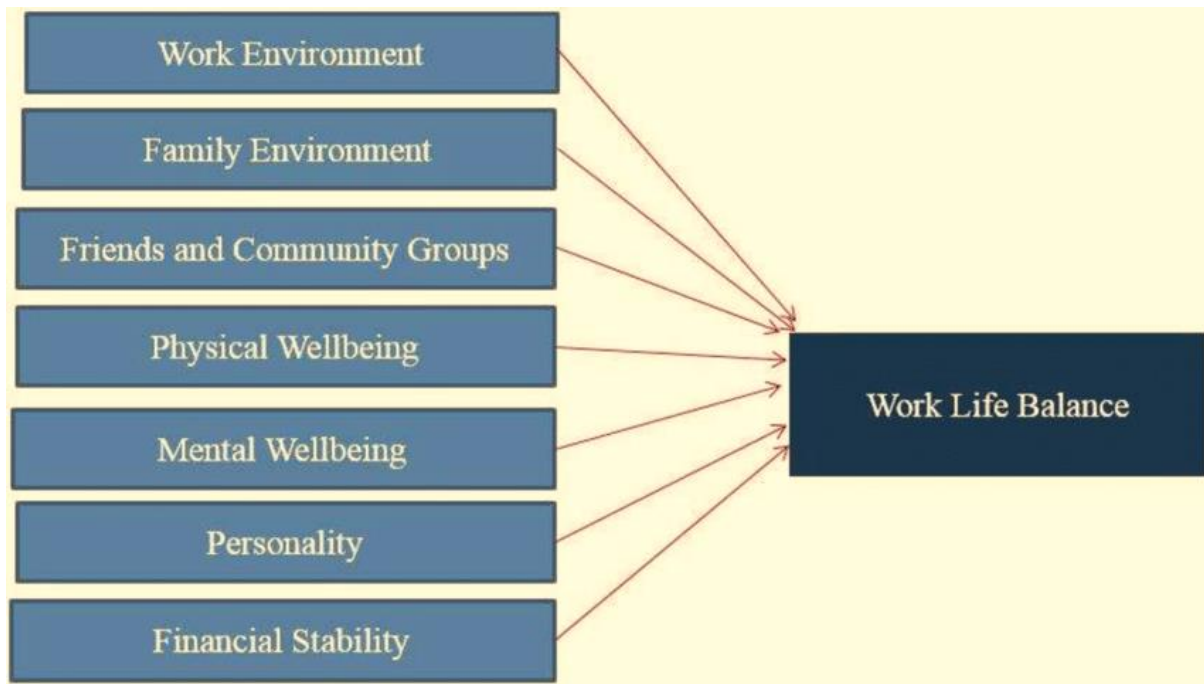 Work Environment
Family Environment
Friends and Community Groups
Physical Wellbeing
Mental Wellbeing
Personality
Financial Stability
Work Life Balance